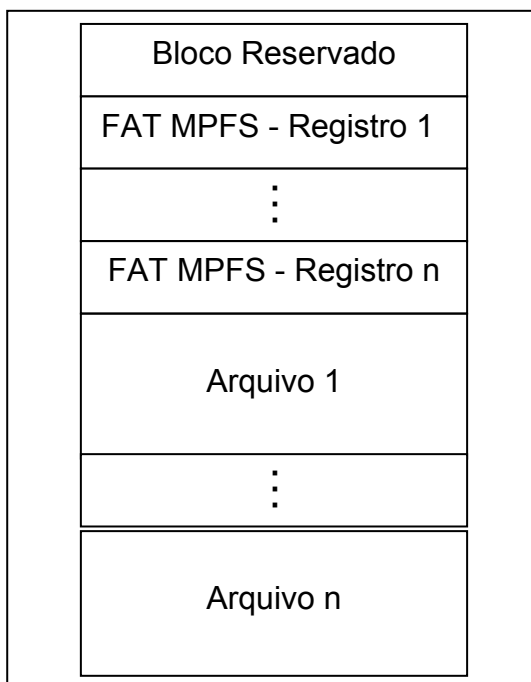 Bloco Reservado
FAT MPFS - Registro 1
⋮
FAT MPFS - Registro n
Arquivo 1
⋮
Arquivo n